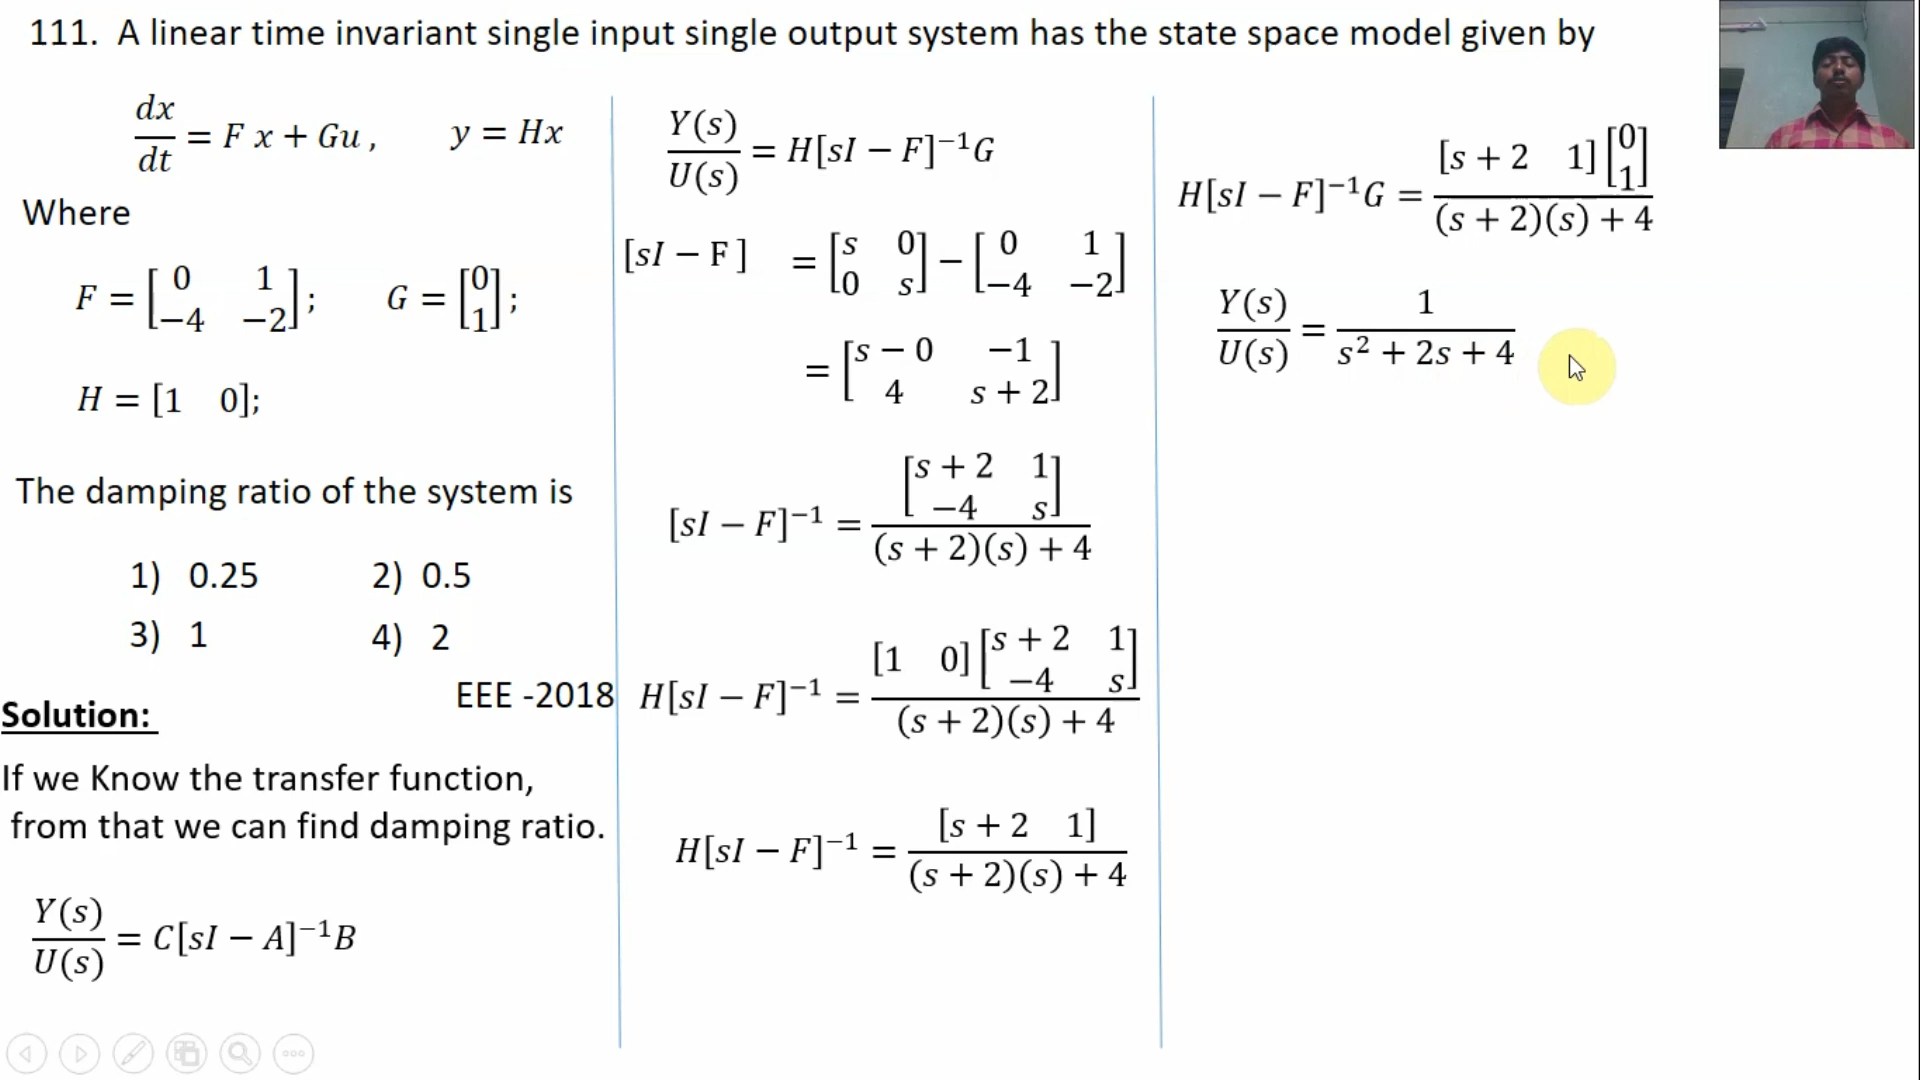 111. A linear time invariant single input single output system has the state space model given by
dx/dt = F x + Gu ,    y = Hx
Where
F = [0 1; −4 −2];    G = [0; 1];
H = [1 0];
The damping ratio of the system is
1) 0.25    2) 0.5
3) 1    4) 2
EEE -2018
Solution:
If we Know the transfer function,
from that we can find damping ratio.
Y(s)/U(s) = C[sI − A]⁻¹B
Y(s)/U(s) = H[sI − F]⁻¹G
[sI − F ] = [s 0; 0 s] − [0 1; −4 −2]
= [s − 0 −1; 4 s + 2]
[sI − F]⁻¹ = [s + 2 1; −4 s] / (s + 2)(s) + 4
H[sI − F]⁻¹ = [1 0][s + 2 1; −4 s] / (s + 2)(s) + 4
H[sI − F]⁻¹ = [s + 2 1] / (s + 2)(s) + 4
H[sI − F]⁻¹G = [s + 2 1][0; 1] / (s + 2)(s) + 4
Y(s)/U(s) = 1 / s² + 2s + 4